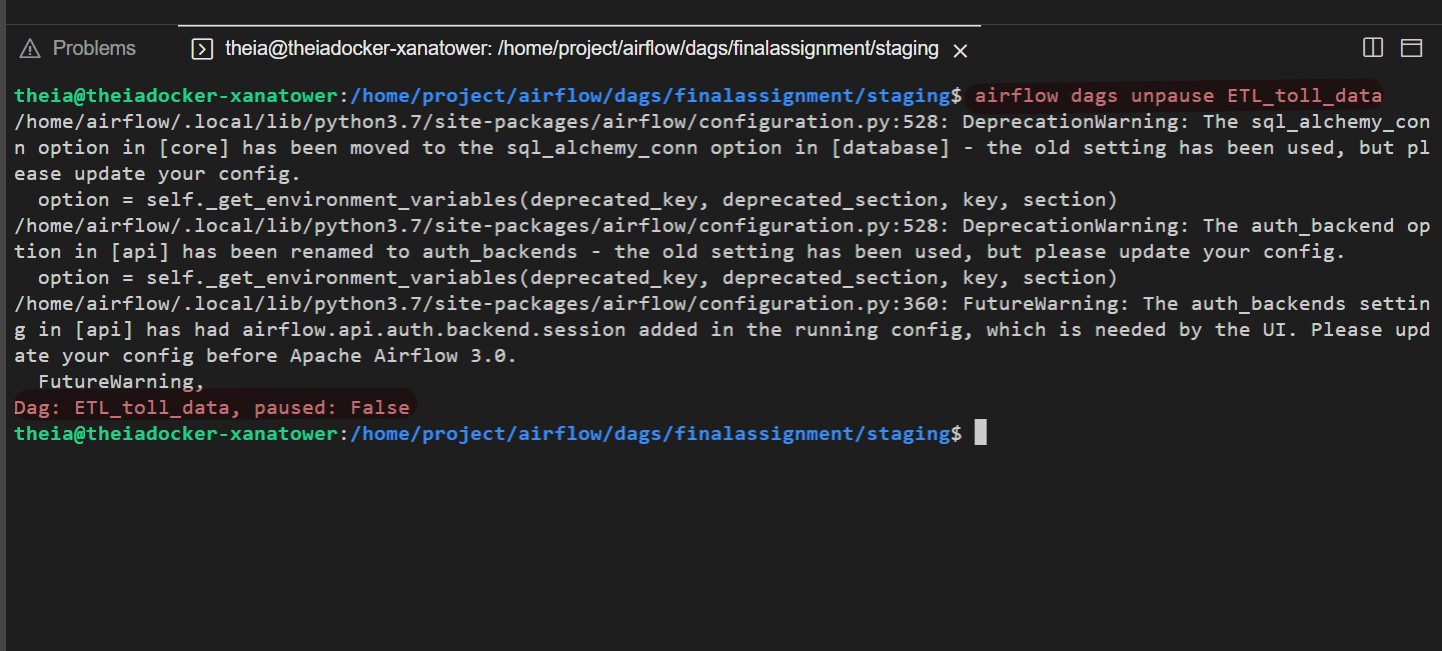 Problems
theia@theiadocker-xanatower: /home/project/airflow/dags/finalassignment/staging
theia@theiadocker-xanatower:/home/project/airflow/dags/finalassignment/staging$ airflow dags unpause ETL_toll_data
/home/airflow/.local/lib/python3.7/site-packages/airflow/configuration.py:528: DeprecationWarning: The sql_alchemy_con
n option in [core] has been moved to the sql_alchemy_conn option in [database] - the old setting has been used, but pl
ease update your config.
  option = self._get_environment_variables(deprecated_key, deprecated_section, key, section)
/home/airflow/.local/lib/python3.7/site-packages/airflow/configuration.py:528: DeprecationWarning: The auth_backend op
tion in [api] has been renamed to auth_backends - the old setting has been used, but please update your config.
  option = self._get_environment_variables(deprecated_key, deprecated_section, key, section)
/home/airflow/.local/lib/python3.7/site-packages/airflow/configuration.py:360: FutureWarning: The auth_backends settin
g in [api] has had airflow.api.auth.backend.session added in the running config, which is needed by the UI. Please upd
ate your config before Apache Airflow 3.0.
  FutureWarning,
Dag: ETL_toll_data, paused: False
theia@theiadocker-xanatower:/home/project/airflow/dags/finalassignment/staging$